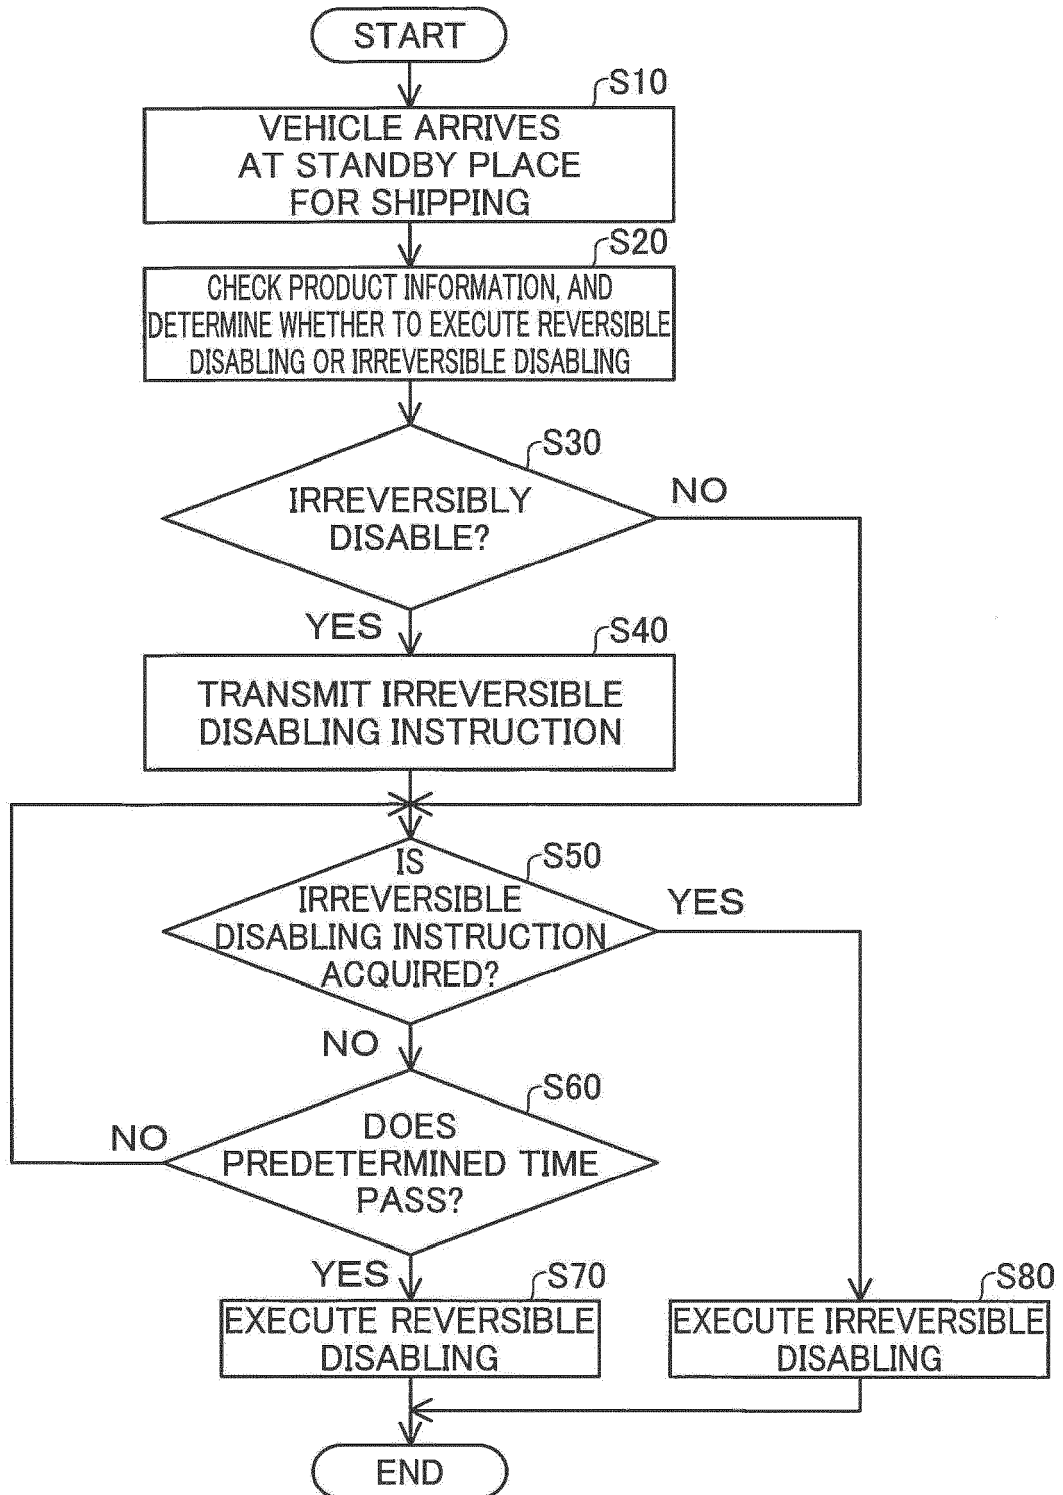 START
S10
VEHICLE ARRIVES
AT STANDBY PLACE
FOR SHIPPING
S20
CHECK PRODUCT INFORMATION, AND
DETERMINE WHETHER TO EXECUTE REVERSIBLE
DISABLING OR IRREVERSIBLE DISABLING
S30
IRREVERSIBLY
DISABLE?
NO
YES
S40
TRANSMIT IRREVERSIBLE
DISABLING INSTRUCTION
S50
IS
IRREVERSIBLE
DISABLING INSTRUCTION
ACQUIRED?
YES
NO
S60
DOES
PREDETERMINED TIME
PASS?
NO
YES
S70
EXECUTE REVERSIBLE
DISABLING
S80
EXECUTE IRREVERSIBLE
DISABLING
END